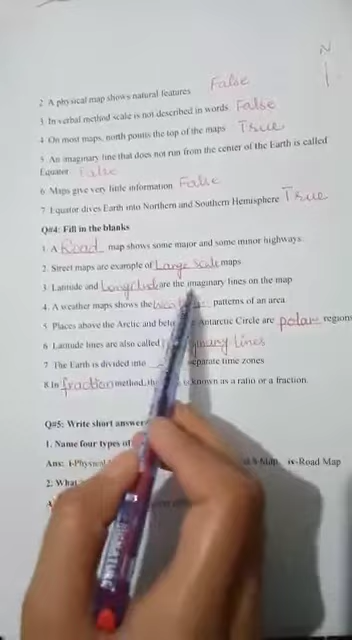 N
2. A physical map shows natural features False
3. In verbal method scale is not described in words False
4. On most maps, north points the top of the maps True
5. An imaginary line that does not run from the center of the Earth is called
Equator False
6. Maps give very little information False
7. Equator dives Earth into Northern and Southern Hemisphere True
Q#4: Fill in the blanks
1. A Road map shows some major and some minor highways.
2. Street maps are example of Large Scale maps
3. Latitude and Longitude are the imaginary lines on the map
4. A weather maps shows the patterns of an area
5. Places above the Arctic and Antarctic Circle are polar regions
6. Latitude lines are also called lines
7. The Earth is divided into separate time zones
8. In fraction method, is known as a ratio or a fraction.
Q#5: Write short answer
1. Name four types of
Ans: i-Physical Map, iv-Road Map
2: What